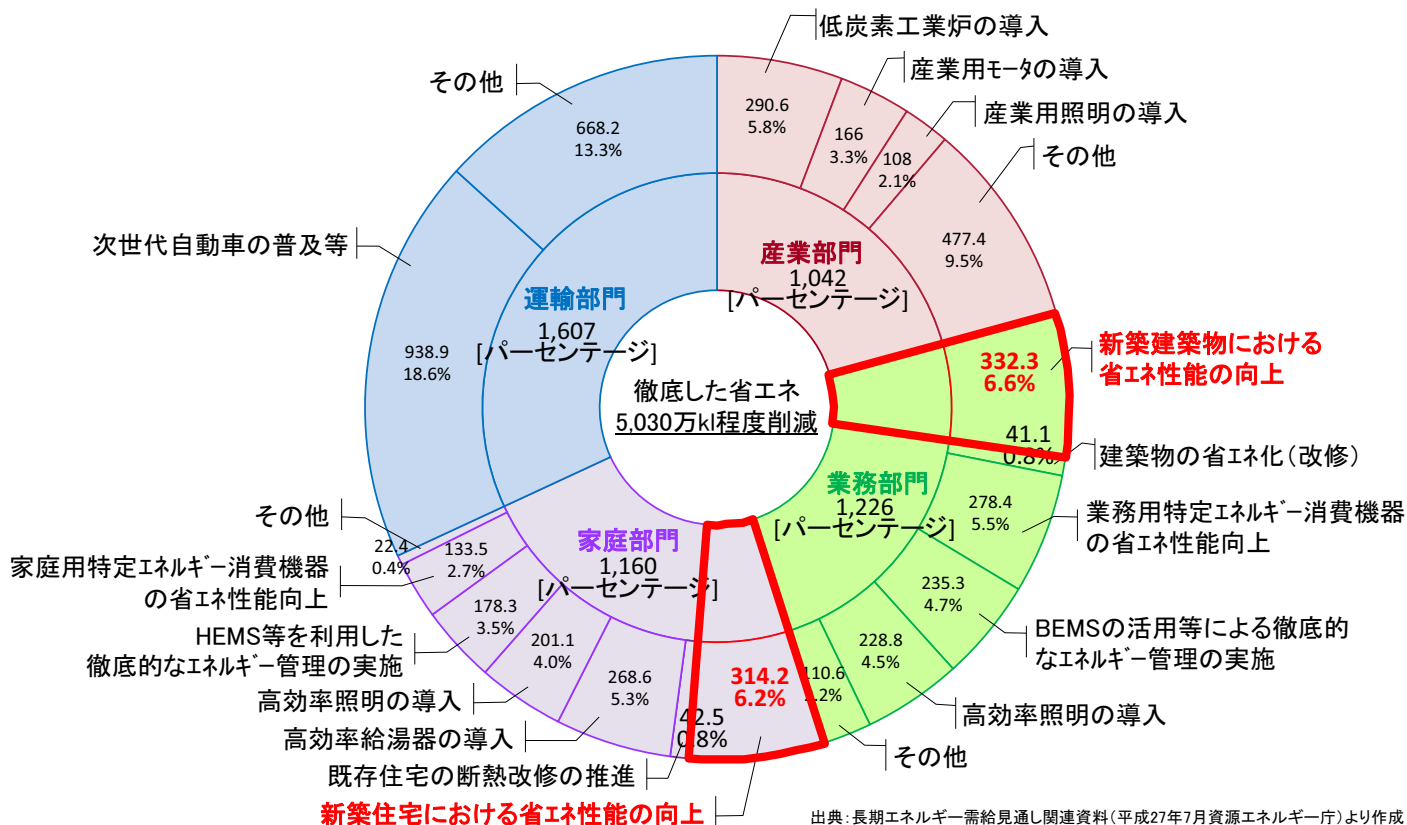 低炭素工業炉の導入
290.6
5.8%
産業用ﾓｰﾀの導入
166
3.3%
産業用照明の導入
108
2.1%
その他
477.4
9.5%
産業部門
1,042
[パーセンテージ]
新築建築物における
省ｴﾈ性能の向上
332.3
6.6%
建築物の省ｴﾈ化（改修）
41.1
0.8%
業務用特定ｴﾈﾙｷﾞｰ消費機器
の省ｴﾈ性能向上
278.4
5.5%
業務部門
1,226
[パーセンテージ]
BEMSの活用等による徹底的
なｴﾈﾙｷﾞｰ管理の実施
235.3
4.7%
高効率照明の導入
228.8
4.5%
その他
110.6
.2%
新築住宅における省ｴﾈ性能の向上
314.2
6.2%
既存住宅の断熱改修の推進
42.5
0.8%
高効率給湯器の導入
268.6
5.3%
高効率照明の導入
201.1
4.0%
HEMS等を利用した
徹底的なｴﾈﾙｷﾞｰ管理の実施
178.3
3.5%
家庭用特定ｴﾈﾙｷﾞｰ消費機器
の省ｴﾈ性能向上
133.5
2.7%
その他
22.4
0.4%
家庭部門
1,160
[パーセンテージ]
次世代自動車の普及等
938.9
18.6%
その他
668.2
13.3%
運輸部門
1,607
[パーセンテージ]
徹底した省エネ
5,030万kl程度削減
出典：長期エネルギー需給見通し関連資料（平成27年7月資源エネルギー庁）より作成